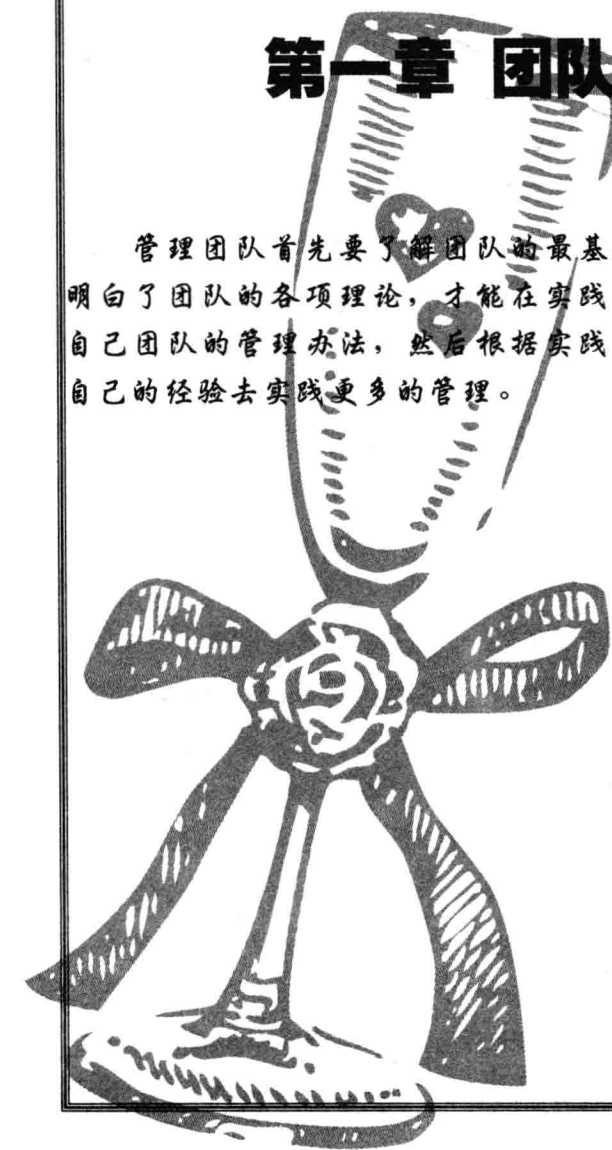 第一章 团队
管理团队首先要了解团队的最基
明白了团队的各项理论，才能在实践
自己团队的管理办法，然后根据实践
自己的经验去实践更多的管理。